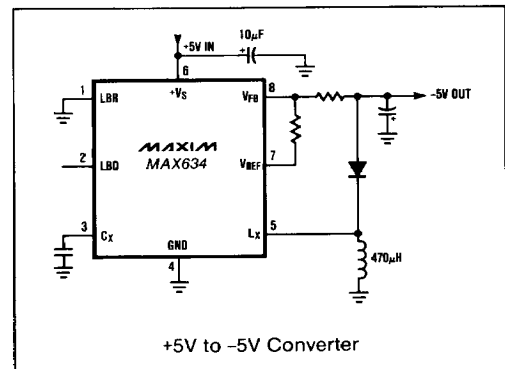 +5V IN
10μF
+
6
+VS
1
LBR
8
VFB
-5V OUT
+
MAXIM
MAX634
2
LBD
7
VREF
3
CX
5
LX
GND
4
470μH
+5V to -5V Converter